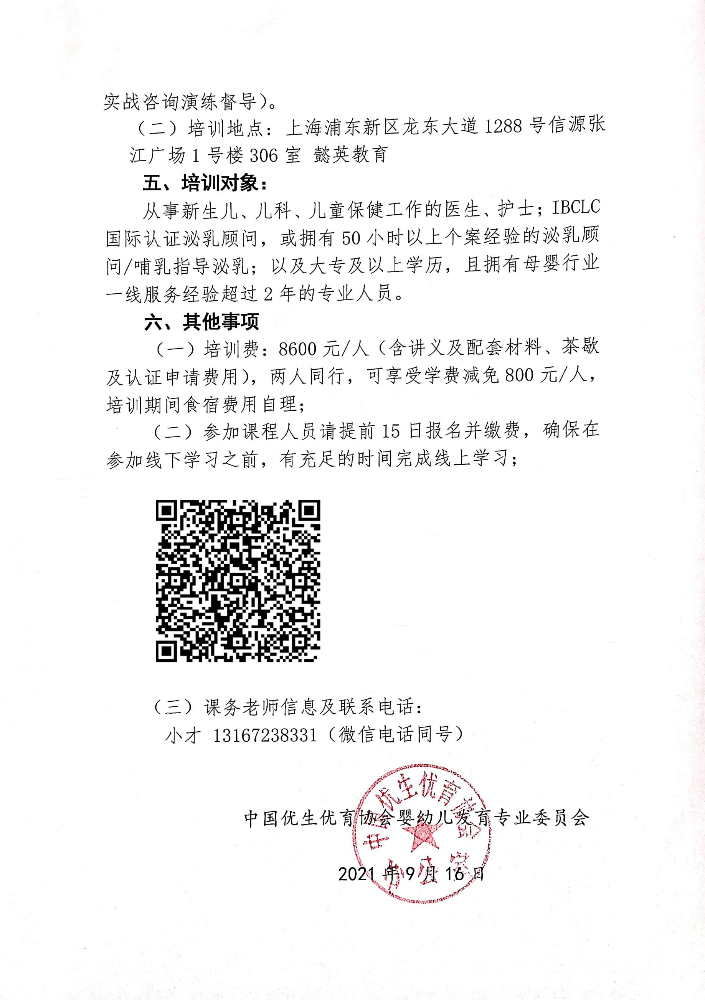 实战咨询演练督导）。
（二）培训地点：上海浦东新区龙东大道 1288 号信源张
江广场 1 号楼 306 室 懿英教育
五、培训对象：
从事新生儿、儿科、儿童保健工作的医生、护士；IBCLC
国际认证泌乳顾问，或拥有 50 小时以上个案经验的泌乳顾
问/哺乳指导泌乳；以及大专及以上学历，且拥有母婴行业
一线服务经验超过 2 年的专业人员。
六、其他事项
（一）培训费：8600 元/人（含讲义及配套材料、茶歇
及认证申请费用），两人同行，可享受学费减免 800 元/人，
培训期间食宿费用自理；
（二）参加课程人员请提前 15 日报名并缴费，确保在
参加线下学习之前，有充足的时间完成线上学习；
（三）课务老师信息及联系电话：
小才 13167238331（微信电话同号）
中国优生优育协会婴幼儿发育专业委员会
2021 年 9 月 16 日
中国优生优育协会
办公室